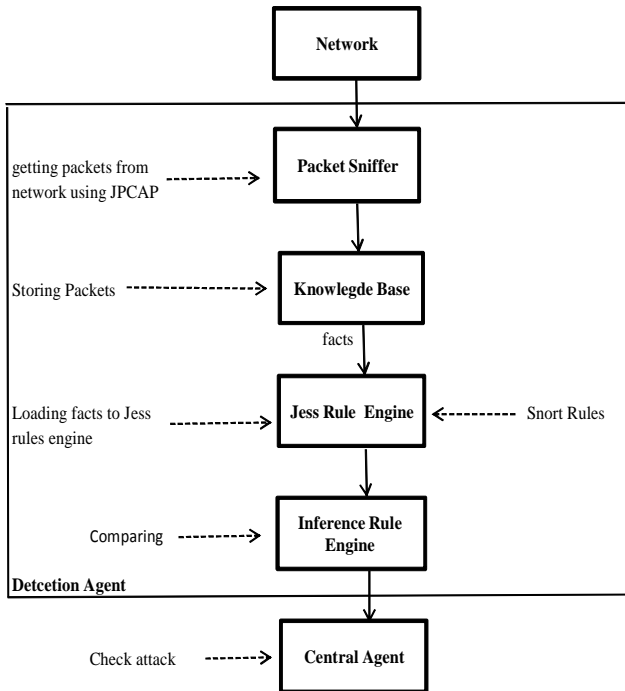 Network
Packet Sniffer
getting packets from
network using JPCAP
Knowlegde Base
Storing Packets
facts
Jess Rule Engine
Loading facts to Jess
rules engine
Snort Rules
Inference Rule
Engine
Comparing
Detcetion Agent
Central Agent
Check attack